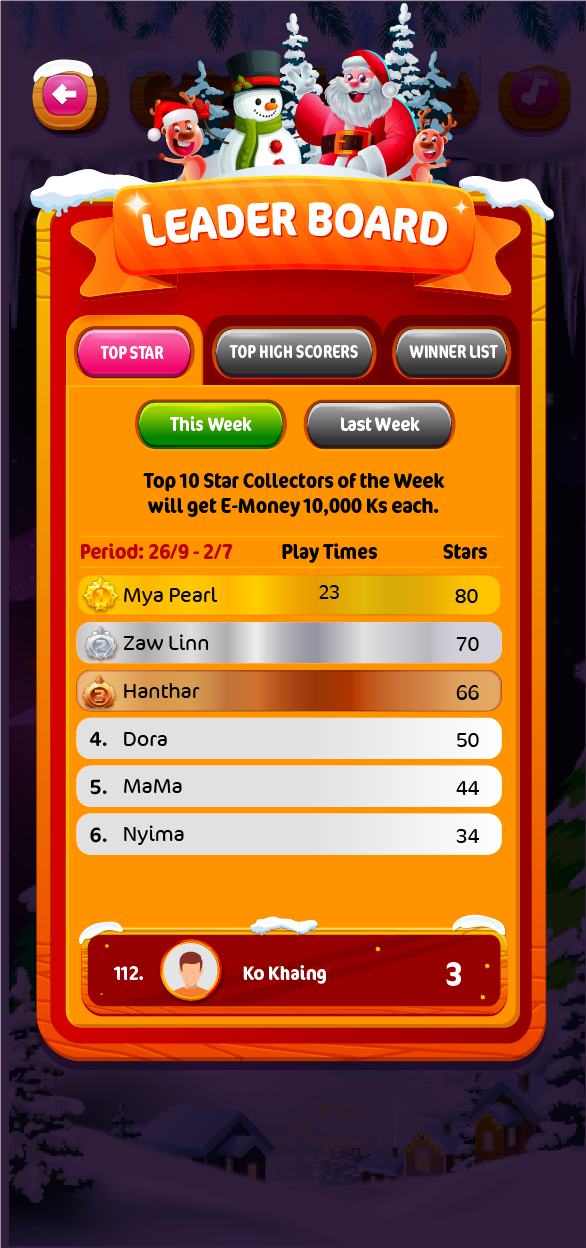 LEADER BOARD
TOP STAR TOP HIGH SCORERS WINNER LIST
This Week Last Week
Top 10 Star Collectors of the Week
will get E-Money 10,000 Ks each.
Period: 26/9 - 2/7 Play Times Stars
1 Mya Pearl 23 80
2 Zaw Linn 70
3 Hanthar 66
4. Dora 50
5. MaMa 44
6. Nyima 34
112. Ko Khaing 3